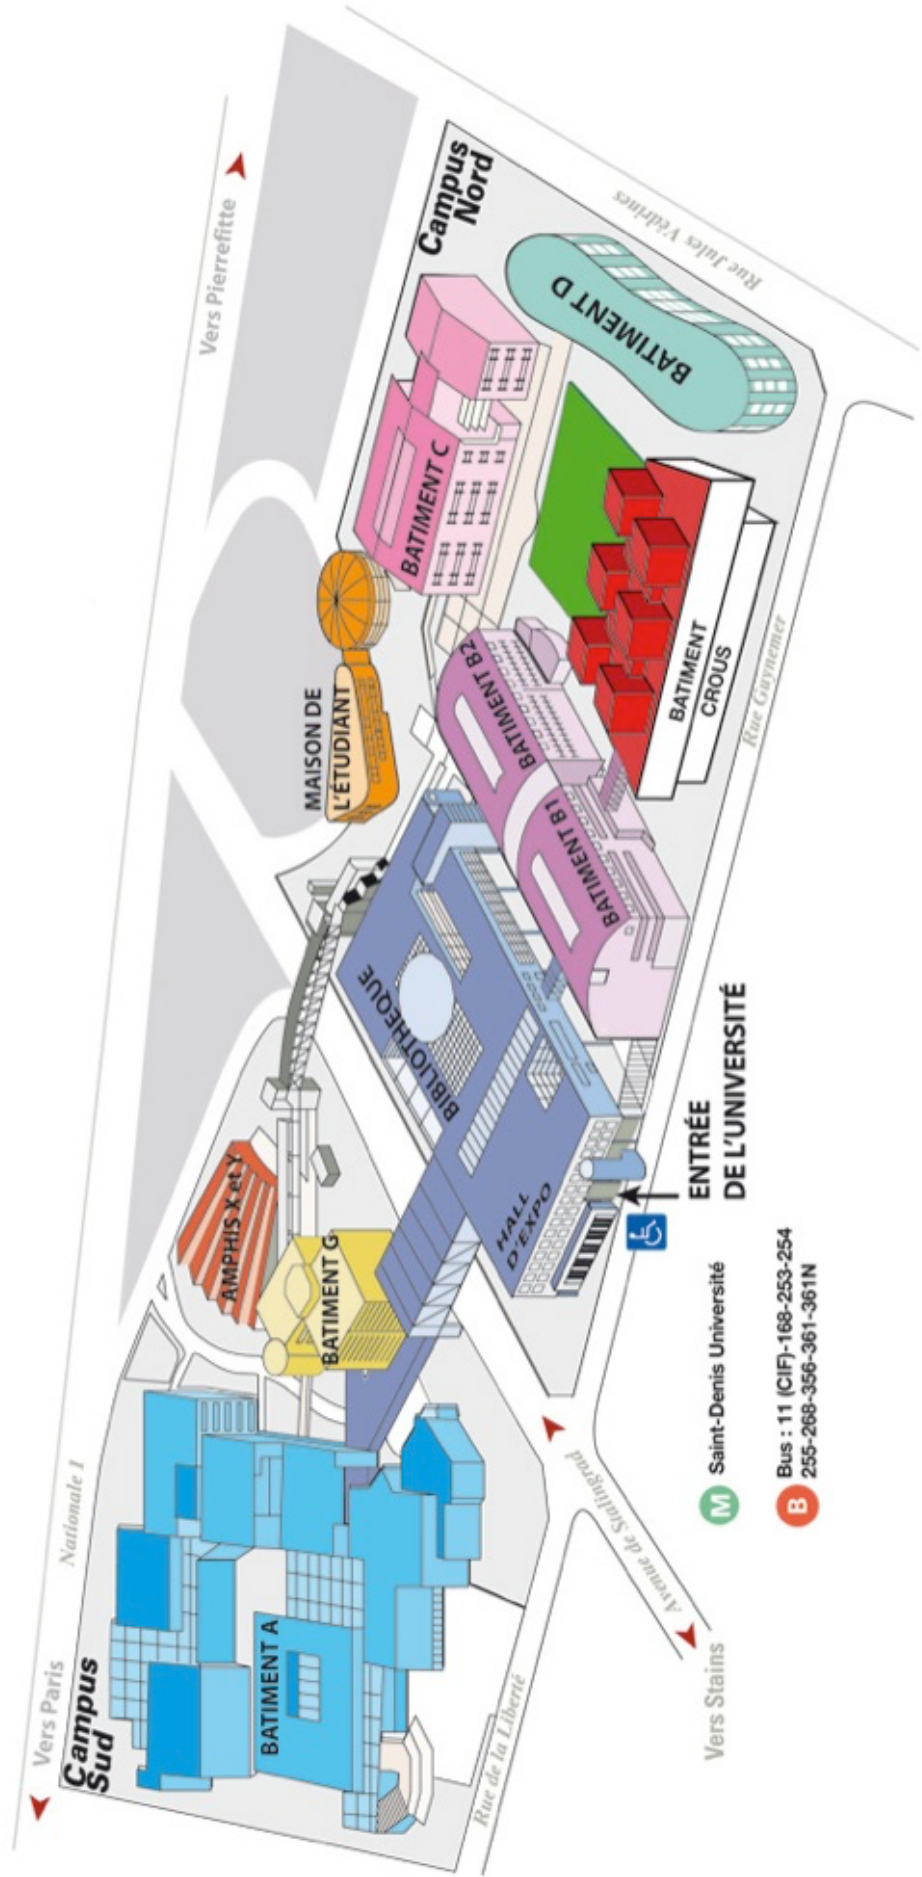 Vers Paris
Nationale 1
Vers Pierrefitte
Campus
Sud
BATIMENT A
AMPHIS X et Y
BATIMENT G
MAISON DE
L'ÉTUDIANT
BIBLIOTHEQUE
HALL
D'EXPO
BATIMENT B1
BATIMENT B2
BATIMENT C
Campus
Nord
BATIMENT D
BATIMENT
CROUS
Rue Jules Védrines
Rue Guynemer
Rue de la Liberté
Avenue de Stalingrad
Vers Stains
ENTRÉE
DE L'UNIVERSITÉ
M Saint-Denis Université
B Bus : 11 (CIF)-168-253-254
255-268-356-361-361N